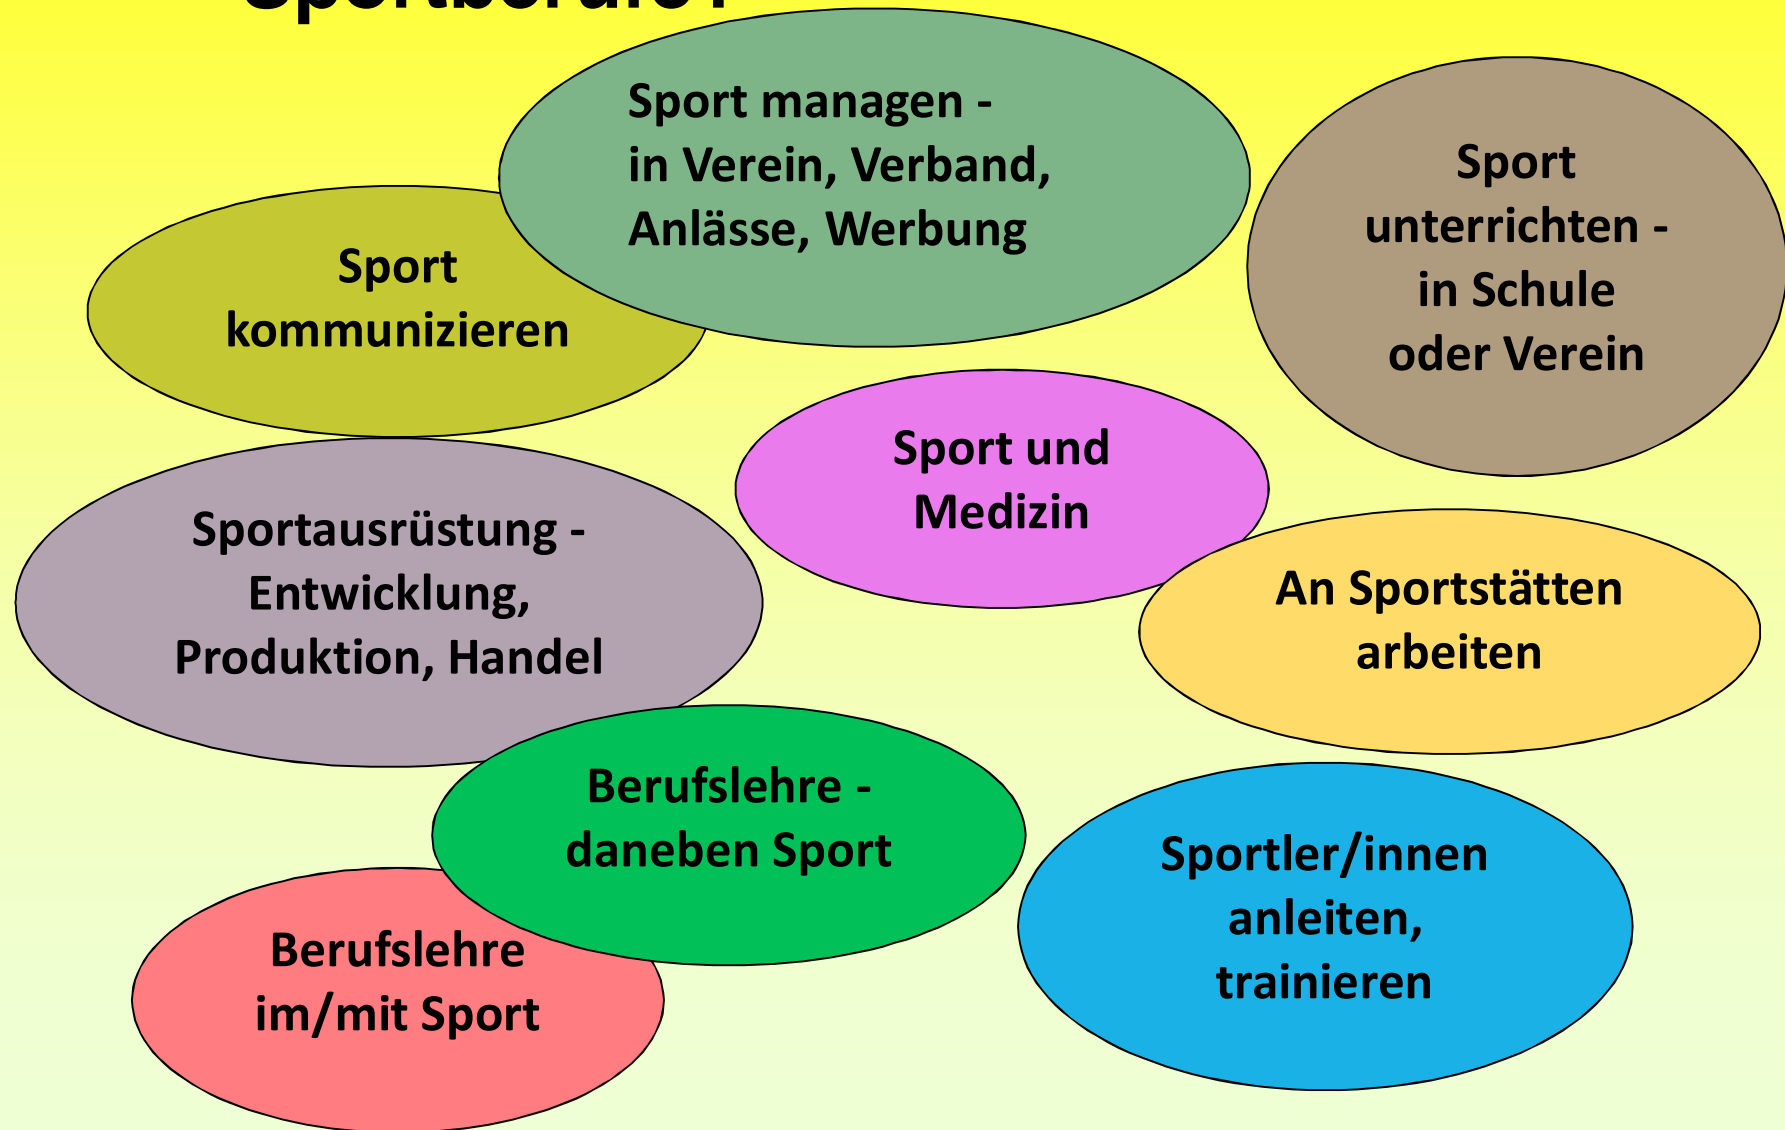 Sportberufe?
Sport managen -
in Verein, Verband,
Anlässe, Werbung
Sport
unterrichten -
in Schule
oder Verein
Sport
kommunizieren
Sport und
Medizin
Sportausrüstung -
Entwicklung,
Produktion, Handel
An Sportstätten
arbeiten
Berufslehre -
daneben Sport
Sportler/innen
anleiten,
trainieren
Berufslehre
im/mit Sport